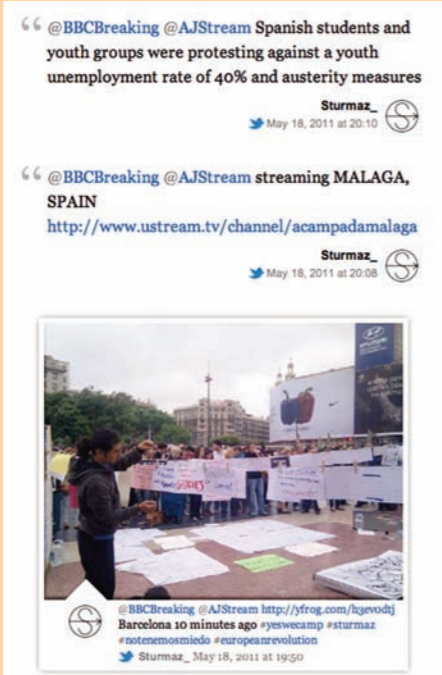 “ @BBCBreaking @AJStream Spanish students and
youth groups were protesting against a youth
unemployment rate of 40% and austerity measures
Sturmaz_
May 18, 2011 at 20:10
“ @BBCBreaking @AJStream streaming MALAGA,
SPAIN
http://www.ustream.tv/channel/acampadamalaga
Sturmaz_
May 18, 2011 at 20:08
HYUNDAI
@BBCBreaking @AJStream http://yfrog.com/h3evodtj
Barcelona 10 minutes ago #yeswecamp #sturmaz
#notenemosmiedo #europeanrevolution
Sturmaz_ May 18, 2011 at 19:50